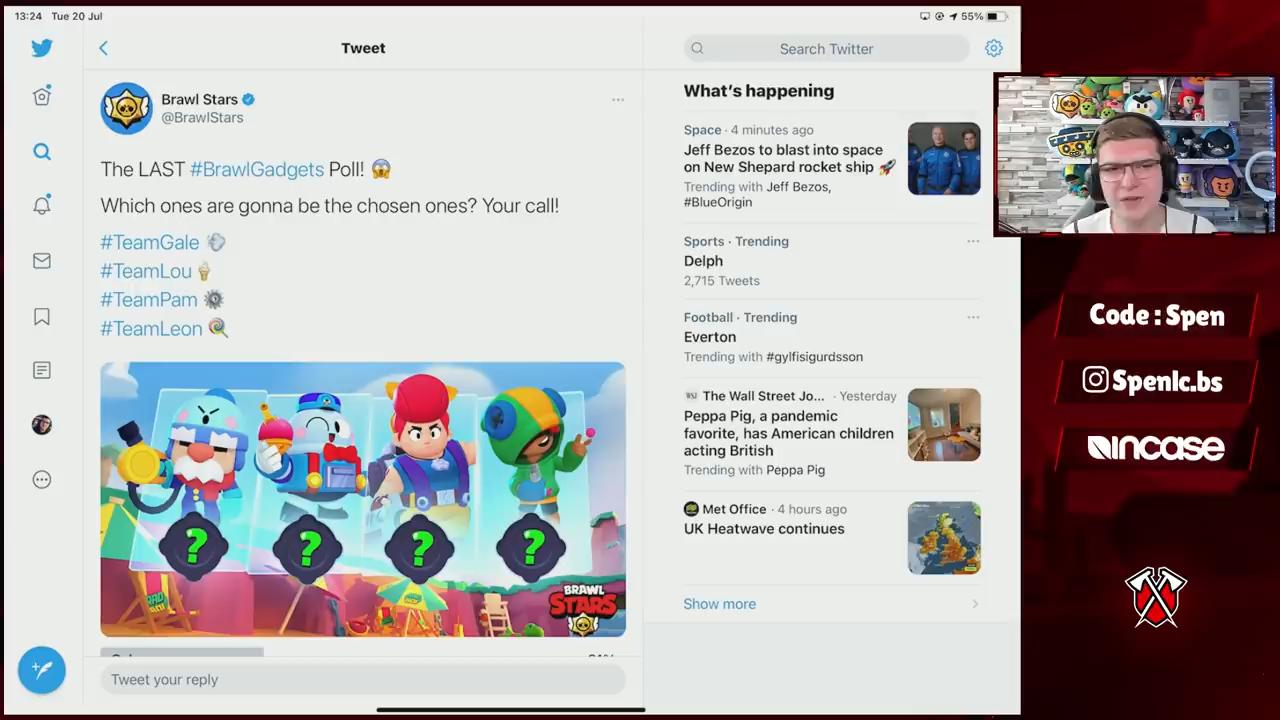 13:24 Tue 20 Jul
55%
Tweet
Search Twitter
Brawl Stars
@BrawlStars
The LAST #BrawlGadgets Poll! 😱
Which ones are gonna be the chosen ones? Your call!
#TeamGale 💨
#TeamLou 🍦
#TeamPam ⚙️
#TeamLeon 🍭
? ? ? ?
BRAWL
STARS
Tweet your reply
What's happening
Space · 4 minutes ago
Jeff Bezos to blast into space
on New Shepard rocket ship 🚀
Trending with Jeff Bezos,
#BlueOrigin
Sports · Trending
Delph
2,715 Tweets
Football · Trending
Everton
Trending with #gylfisigurdsson
WSJ The Wall Street Jo... · Yesterday
Peppa Pig, a pandemic
favorite, has American children
acting British
Trending with Peppa Pig
Met Office · 4 hours ago
UK Heatwave continues
Show more
Code : Spen
Spenlc.bs
INCASE